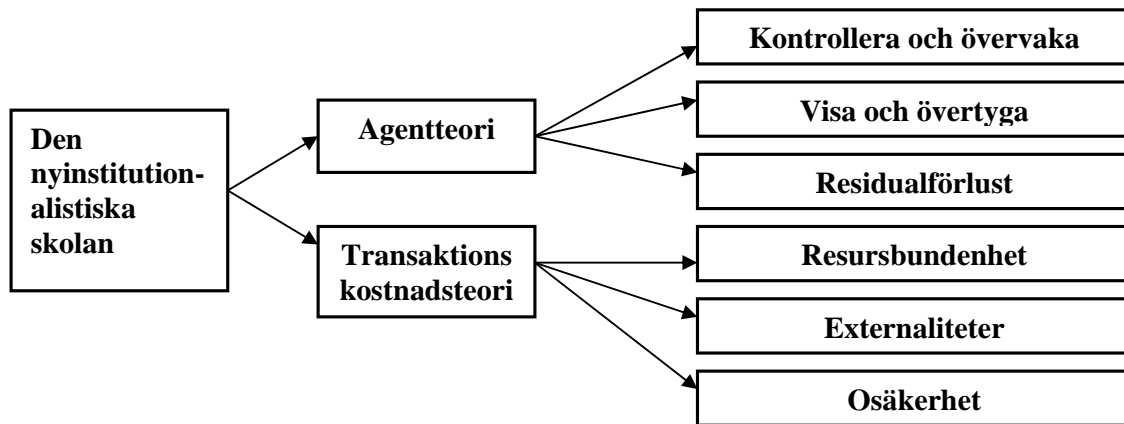 Den
nyinstitution-
alistiska
skolan
Agentteori
Transaktions
kostnadsteori
Kontrollera och övervaka
Visa och övertyga
Residualförlust
Resursbundenhet
Externaliteter
Osäkerhet